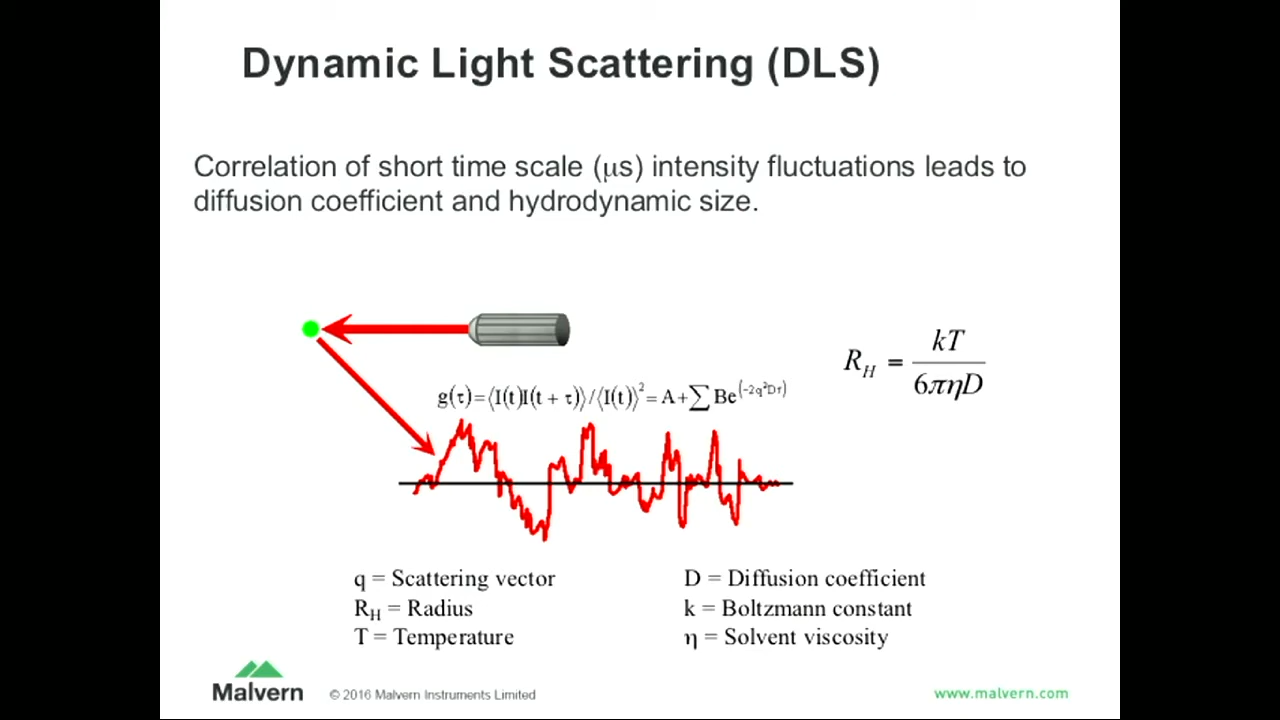 Dynamic Light Scattering (DLS)
Correlation of short time scale (μs) intensity fluctuations leads to
diffusion coefficient and hydrodynamic size.
R_H = kT / 6πηD
g(τ) = ⟨I(t)I(t + τ)⟩ / ⟨I(t)⟩² = A + ∑ Be^(−2q²Dτ)
q = Scattering vector
R_H = Radius
T = Temperature
D = Diffusion coefficient
k = Boltzmann constant
η = Solvent viscosity
Malvern
© 2016 Malvern Instruments Limited
www.malvern.com